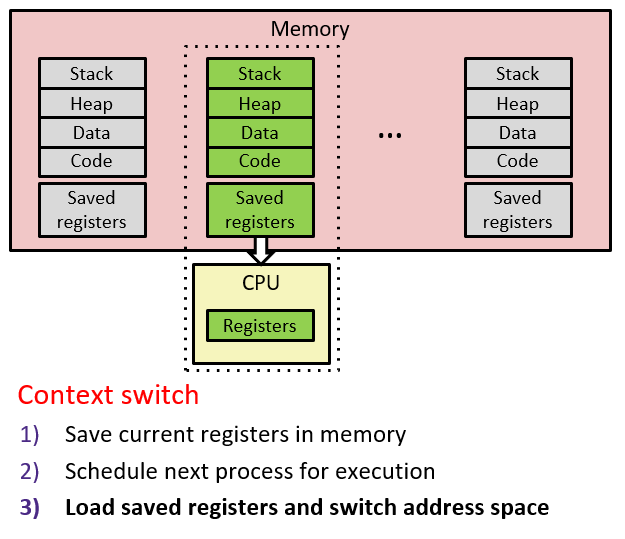 Memory
Stack Stack Stack
Heap Heap Heap
Data Data ... Data
Code Code Code
Saved Saved Saved
registers registers registers
CPU
Registers
Context switch
1) Save current registers in memory
2) Schedule next process for execution
3) Load saved registers and switch address space